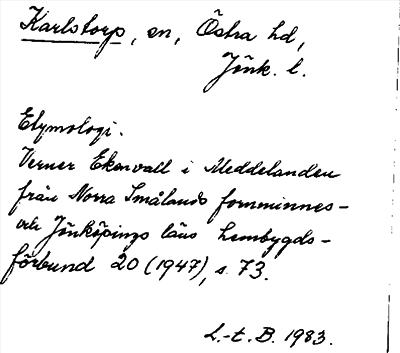 Karlstorp, sn, Östra hd,
Jönk. l.
Etymologi.
Verner Ekenvall i Meddelanden
från Norra Smålands fornminnes-
och Jönköpings läns hembygds-
förbund 20 (1947), s. 73.
L.-t. B. 1983.